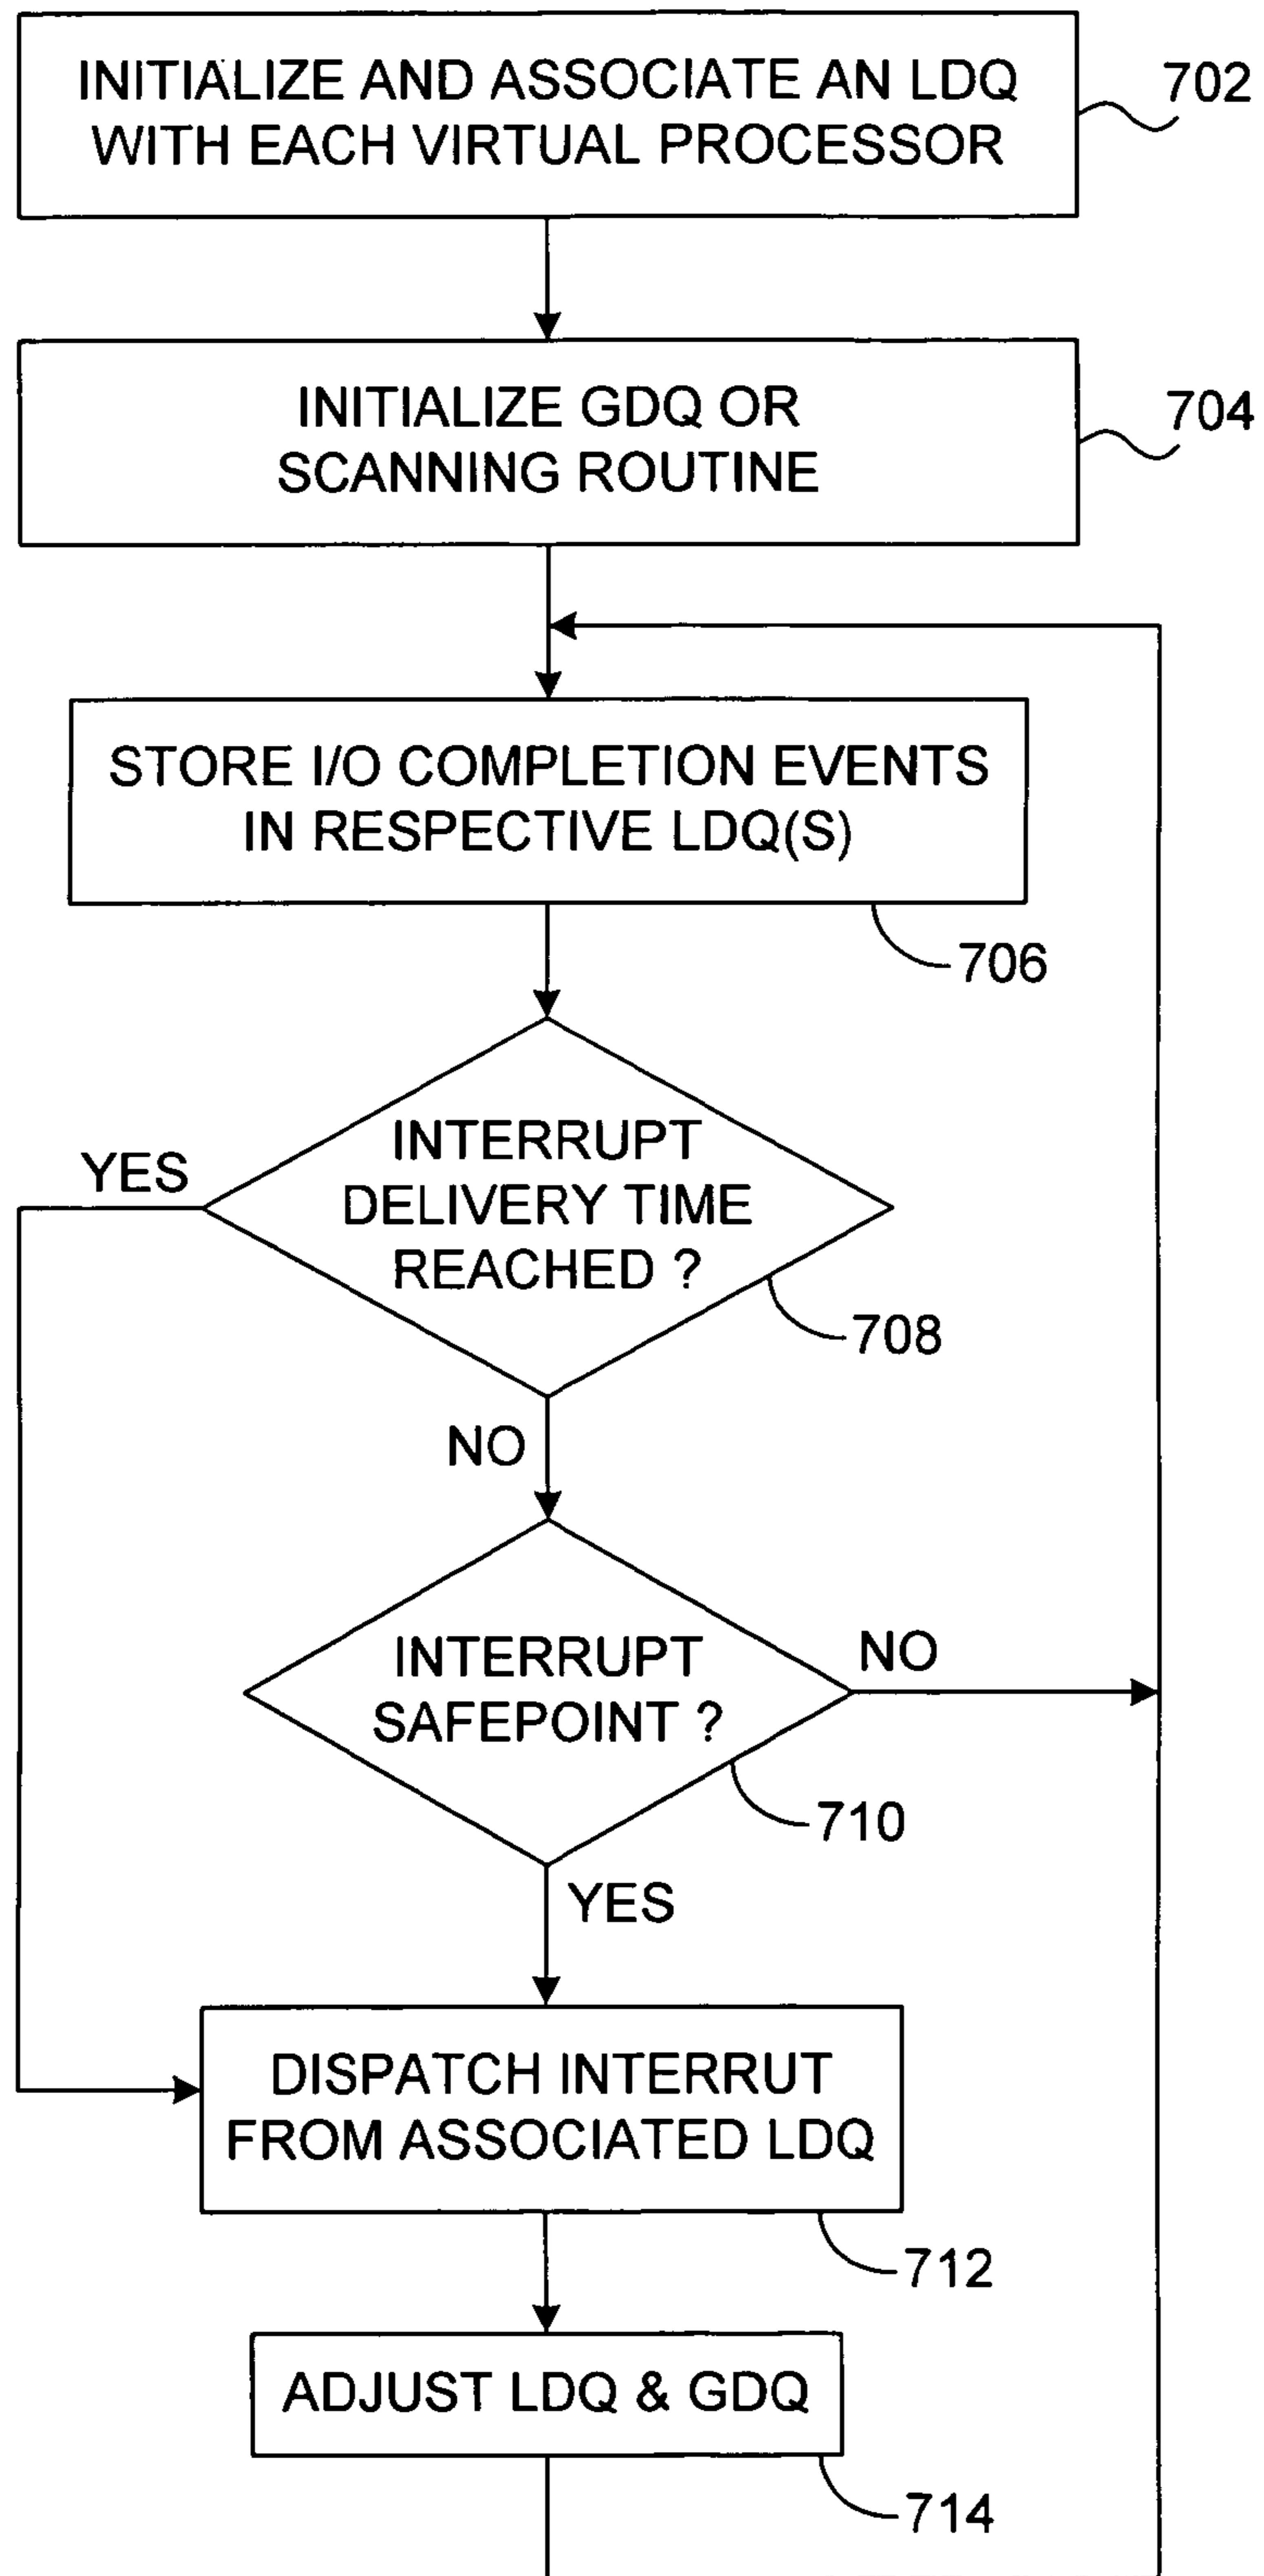 INITIALIZE AND ASSOCIATE AN LDQ
WITH EACH VIRTUAL PROCESSOR
702
INITIALIZE GDQ OR
SCANNING ROUTINE
704
STORE I/O COMPLETION EVENTS
IN RESPECTIVE LDQ(S)
706
YES
INTERRUPT
DELIVERY TIME
REACHED ?
708
NO
INTERRUPT
SAFEPOINT ?
NO
710
YES
DISPATCH INTERRUT
FROM ASSOCIATED LDQ
712
ADJUST LDQ & GDQ
714